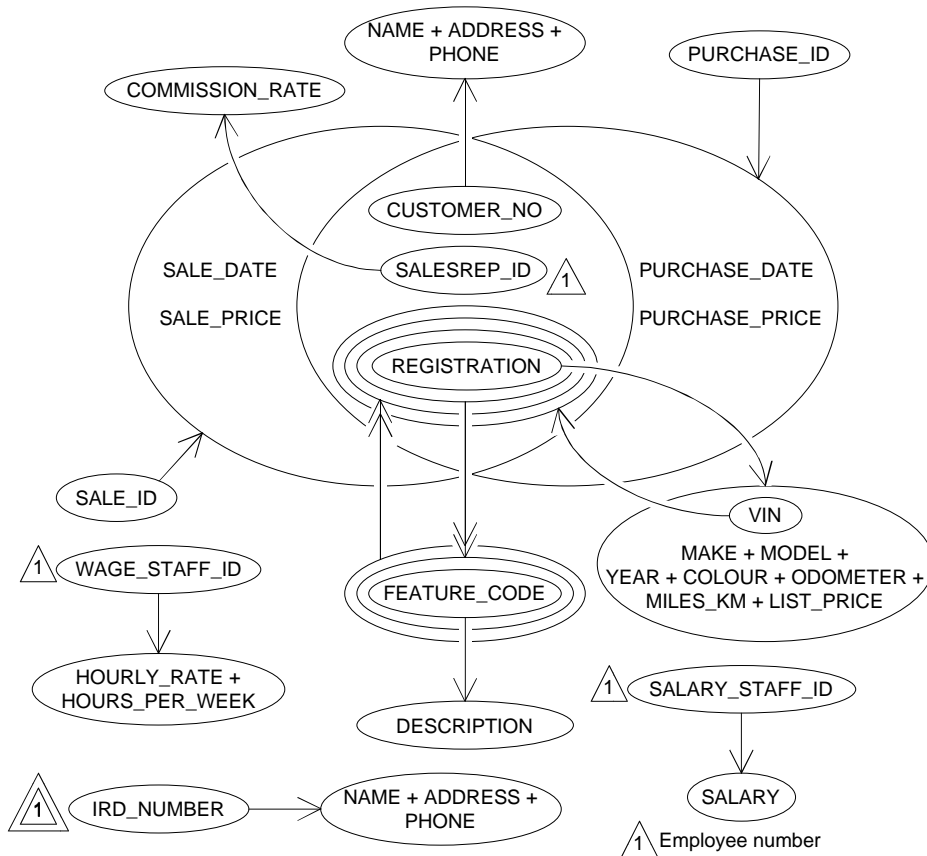 NAME + ADDRESS +
PHONE
PURCHASE_ID
COMMISSION_RATE
CUSTOMER_NO
SALE_DATE
SALESREP_ID
1
PURCHASE_DATE
SALE_PRICE
PURCHASE_PRICE
REGISTRATION
SALE_ID
VIN
MAKE + MODEL +
YEAR + COLOUR + ODOMETER +
MILES_KM + LIST_PRICE
1
WAGE_STAFF_ID
FEATURE_CODE
HOURLY_RATE +
HOURS_PER_WEEK
1
SALARY_STAFF_ID
DESCRIPTION
1
IRD_NUMBER
NAME + ADDRESS +
PHONE
SALARY
1 Employee number